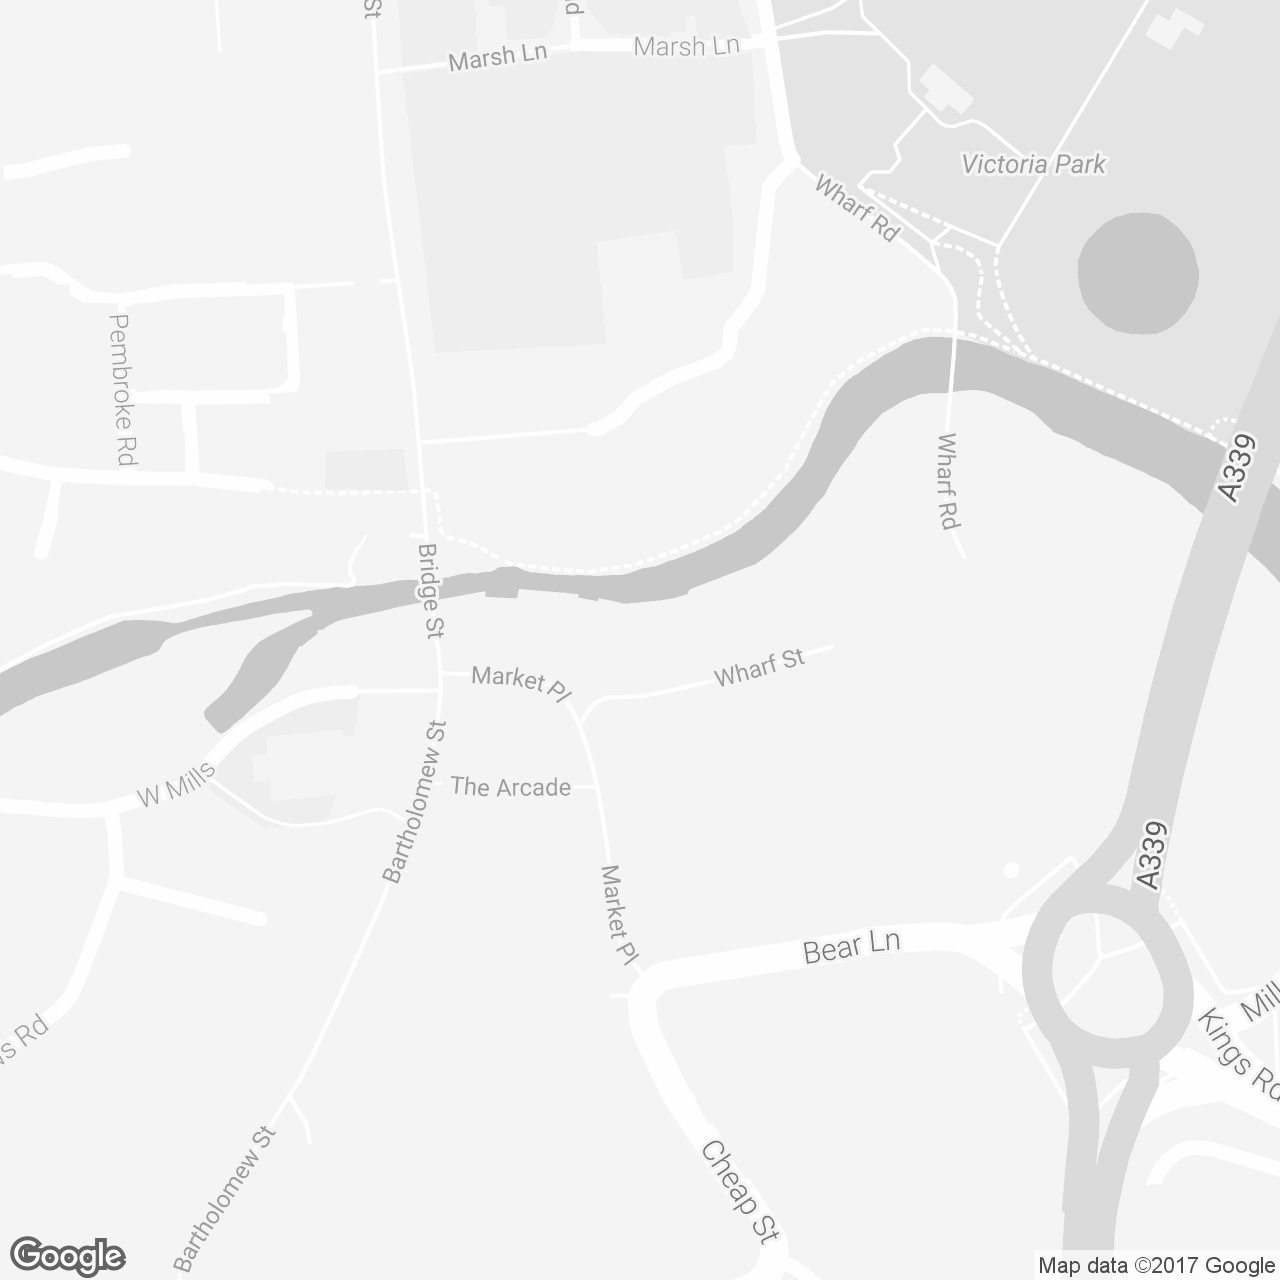 St
Marsh Ln
Marsh Ln
Victoria Park
Wharf Rd
Pembroke Rd
A339
Wharf Rd
Bridge St
Market Pl
Wharf St
Bartholomew St
W Mills
The Arcade
A339
Market Pl
Bear Ln
Rd
Kings Rd
Cheap St
Bartholomew St
Google
Map data ©2017 Google